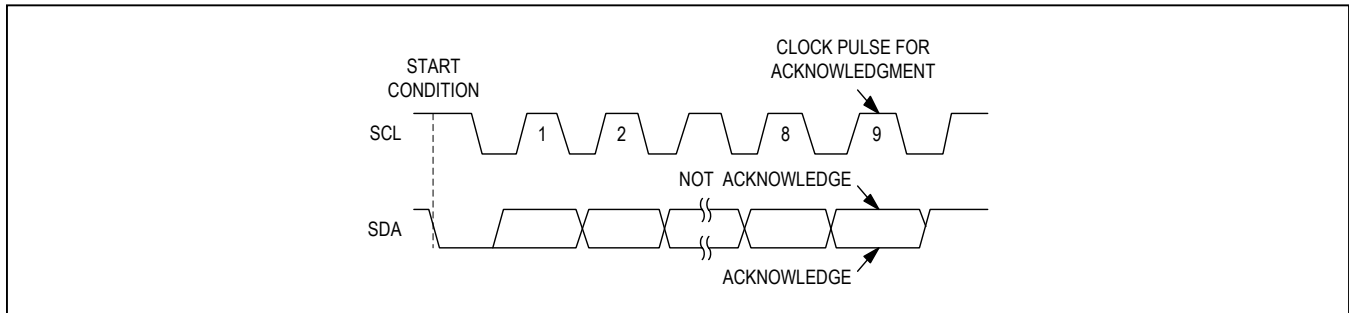 CLOCK PULSE FOR
ACKNOWLEDGMENT
START
CONDITION
SCL
1
2
8
9
NOT ACKNOWLEDGE
SDA
ACKNOWLEDGE